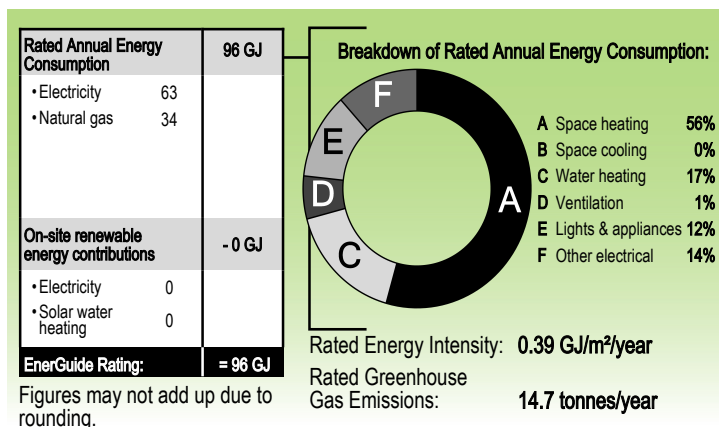 Rated Annual Energy
Consumption
96 GJ
• Electricity 63
• Natural gas 34
On-site renewable
energy contributions
- 0 GJ
• Electricity 0
• Solar water
heating 0
EnerGuide Rating: = 96 GJ
Figures may not add up due to
rounding.
Breakdown of Rated Annual Energy Consumption:
F
E
D
C
A
A Space heating 56%
B Space cooling 0%
C Water heating 17%
D Ventilation 1%
E Lights & appliances 12%
F Other electrical 14%
Rated Energy Intensity: 0.39 GJ/m²/year
Rated Greenhouse
Gas Emissions: 14.7 tonnes/year